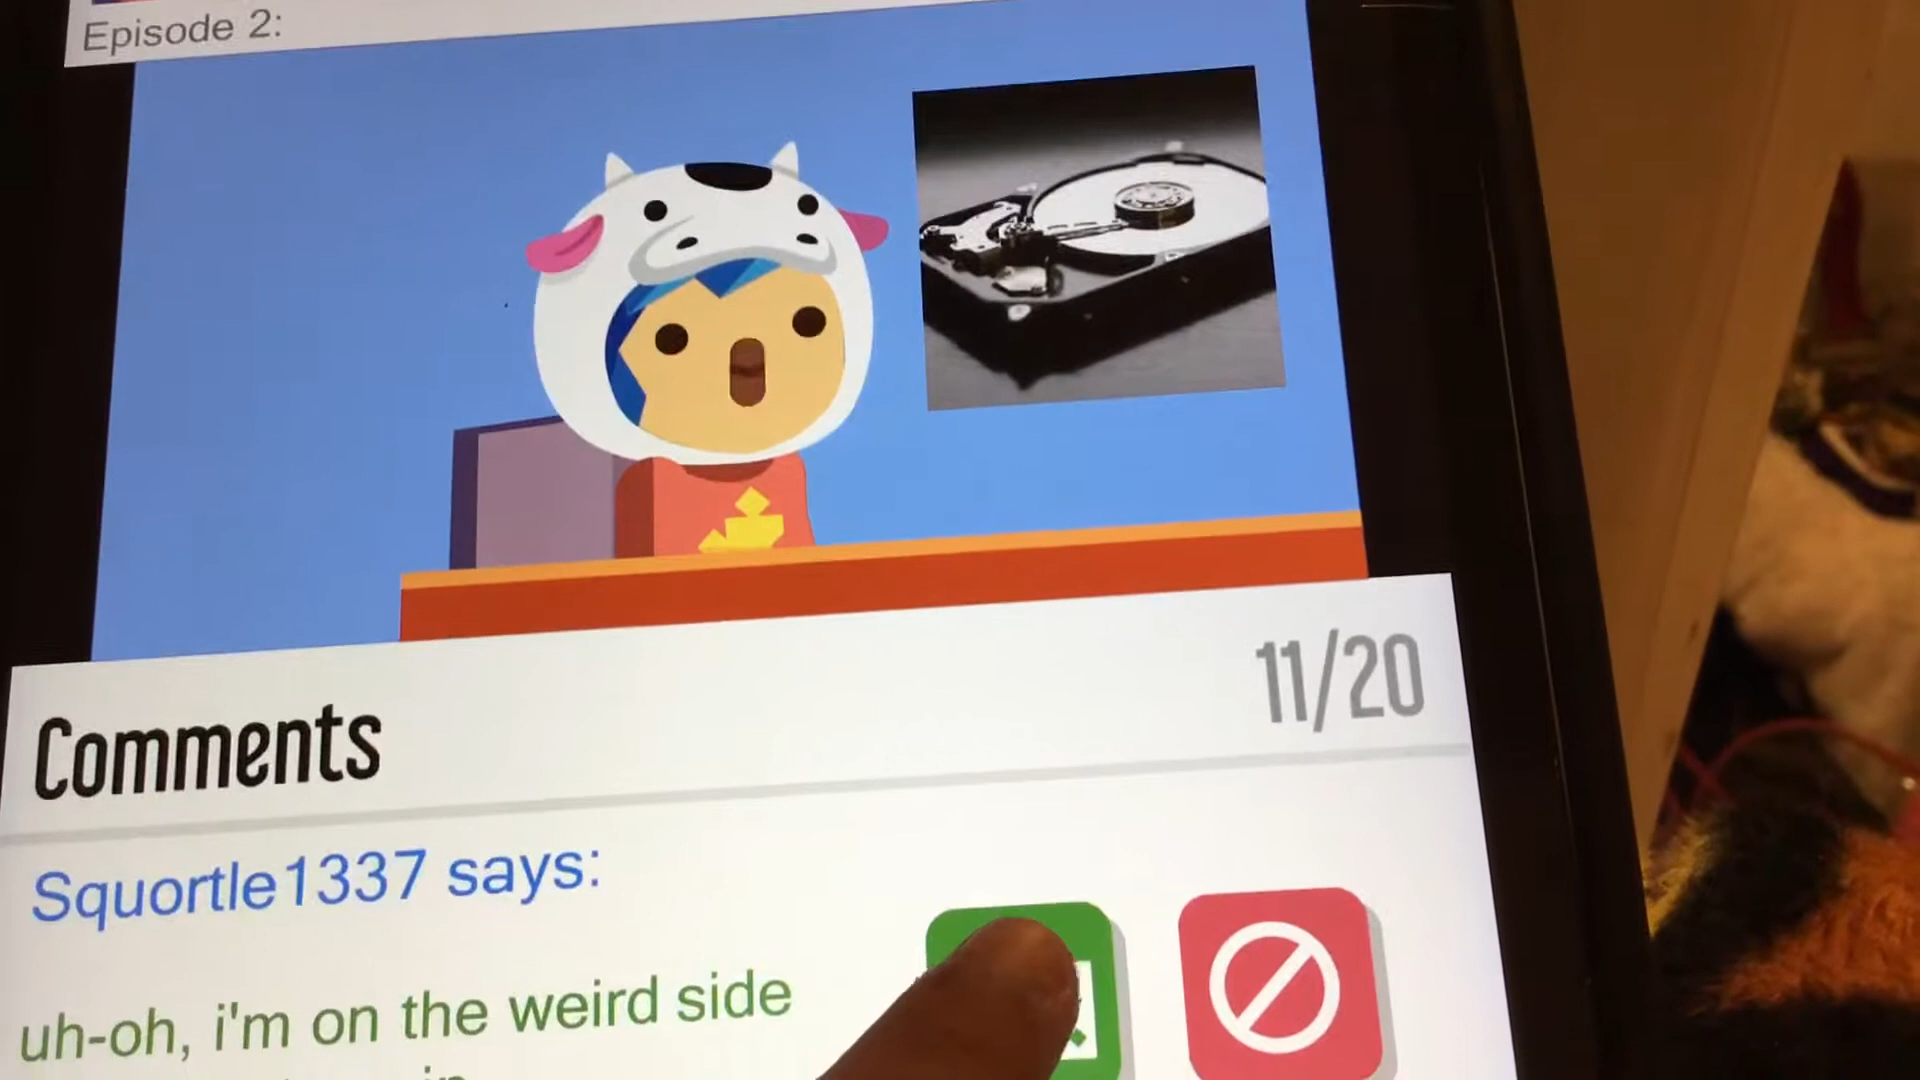 Episode 2:
Comments
11/20
Squortle1337 says:
uh-oh, i'm on the weird side